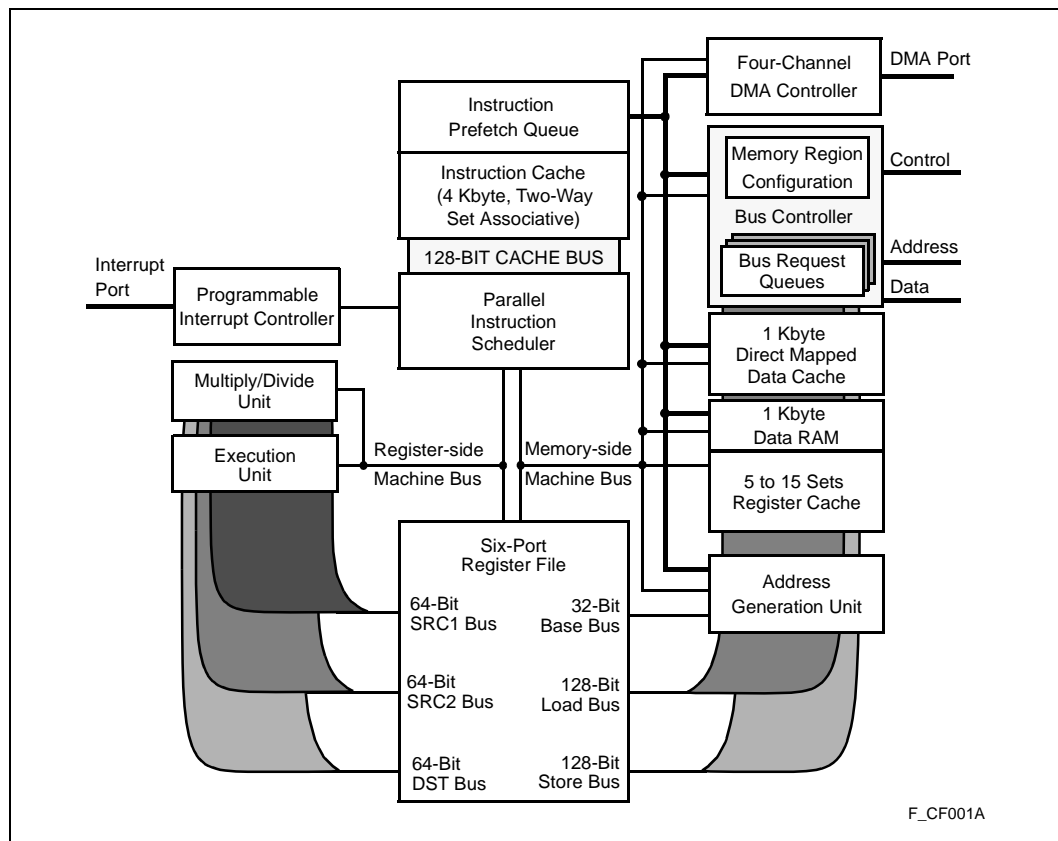 Four-Channel
DMA Controller
DMA Port
Instruction
Prefetch Queue
Memory Region
Configuration
Control
Instruction Cache
(4 Kbyte, Two-Way
Set Associative)
Bus Controller
128-BIT CACHE BUS
Bus Request
Queues
Address
Data
Interrupt
Port
Programmable
Interrupt Controller
Parallel
Instruction
Scheduler
1 Kbyte
Direct Mapped
Data Cache
Multiply/Divide
Unit
1 Kbyte
Data RAM
Execution
Unit
Register-side
Machine Bus
Memory-side
Machine Bus
5 to 15 Sets
Register Cache
Six-Port
Register File
Address
Generation Unit
64-Bit
SRC1 Bus
32-Bit
Base Bus
64-Bit
SRC2 Bus
128-Bit
Load Bus
64-Bit
DST Bus
128-Bit
Store Bus
F_CF001A